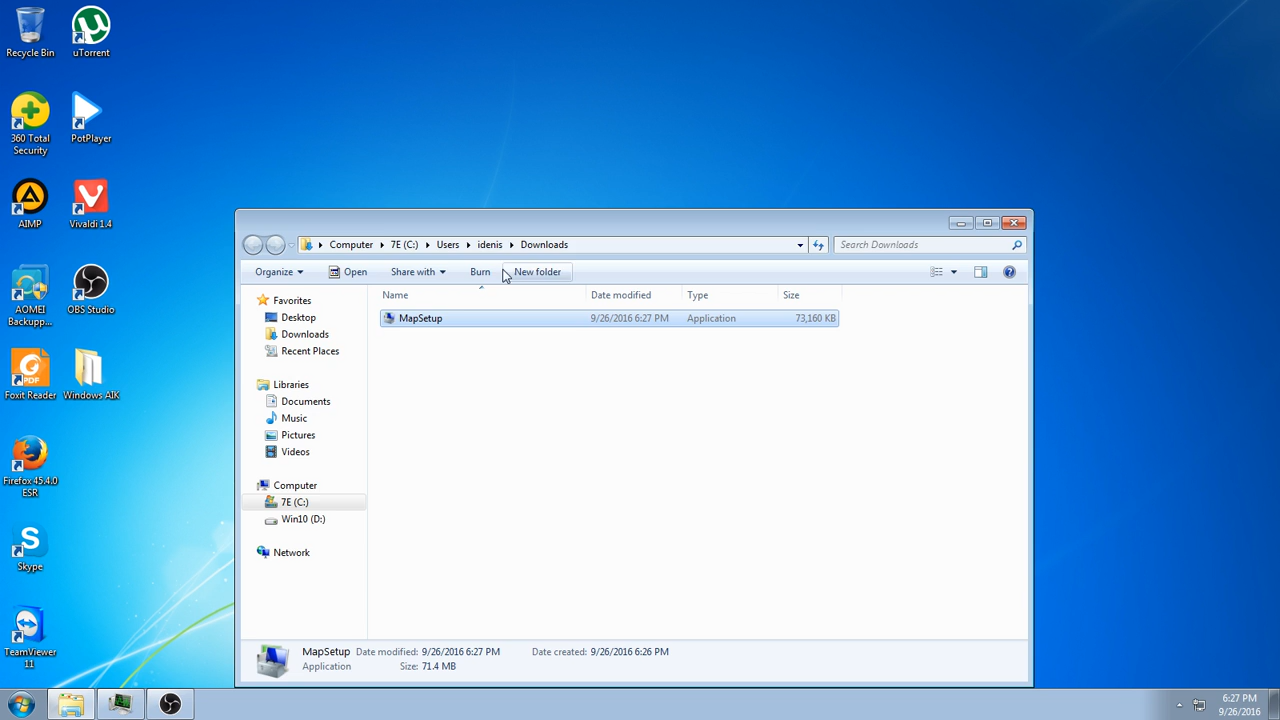 Recycle Bin
uTorrent
360 Total
Security
PotPlayer
AIMP
Vivaldi 1.4
AOMEI
Backupp...
OBS Studio
Foxit Reader
Windows AIK
Firefox 45.4.0
ESR
Skype
TeamViewer
11
Computer 7E (C:) Users idenis Downloads
Search Downloads
Organize Open Share with Burn New folder
Name Date modified Type Size
MapSetup 9/26/2016 6:27 PM Application 73,160 KB
Favorites
Desktop
Downloads
Recent Places
Libraries
Documents
Music
Pictures
Videos
Computer
7E (C:)
Win10 (D:)
Network
MapSetup Date modified: 9/26/2016 6:27 PM Date created: 9/26/2016 6:26 PM
Application Size: 71.4 MB
6:27 PM
9/26/2016